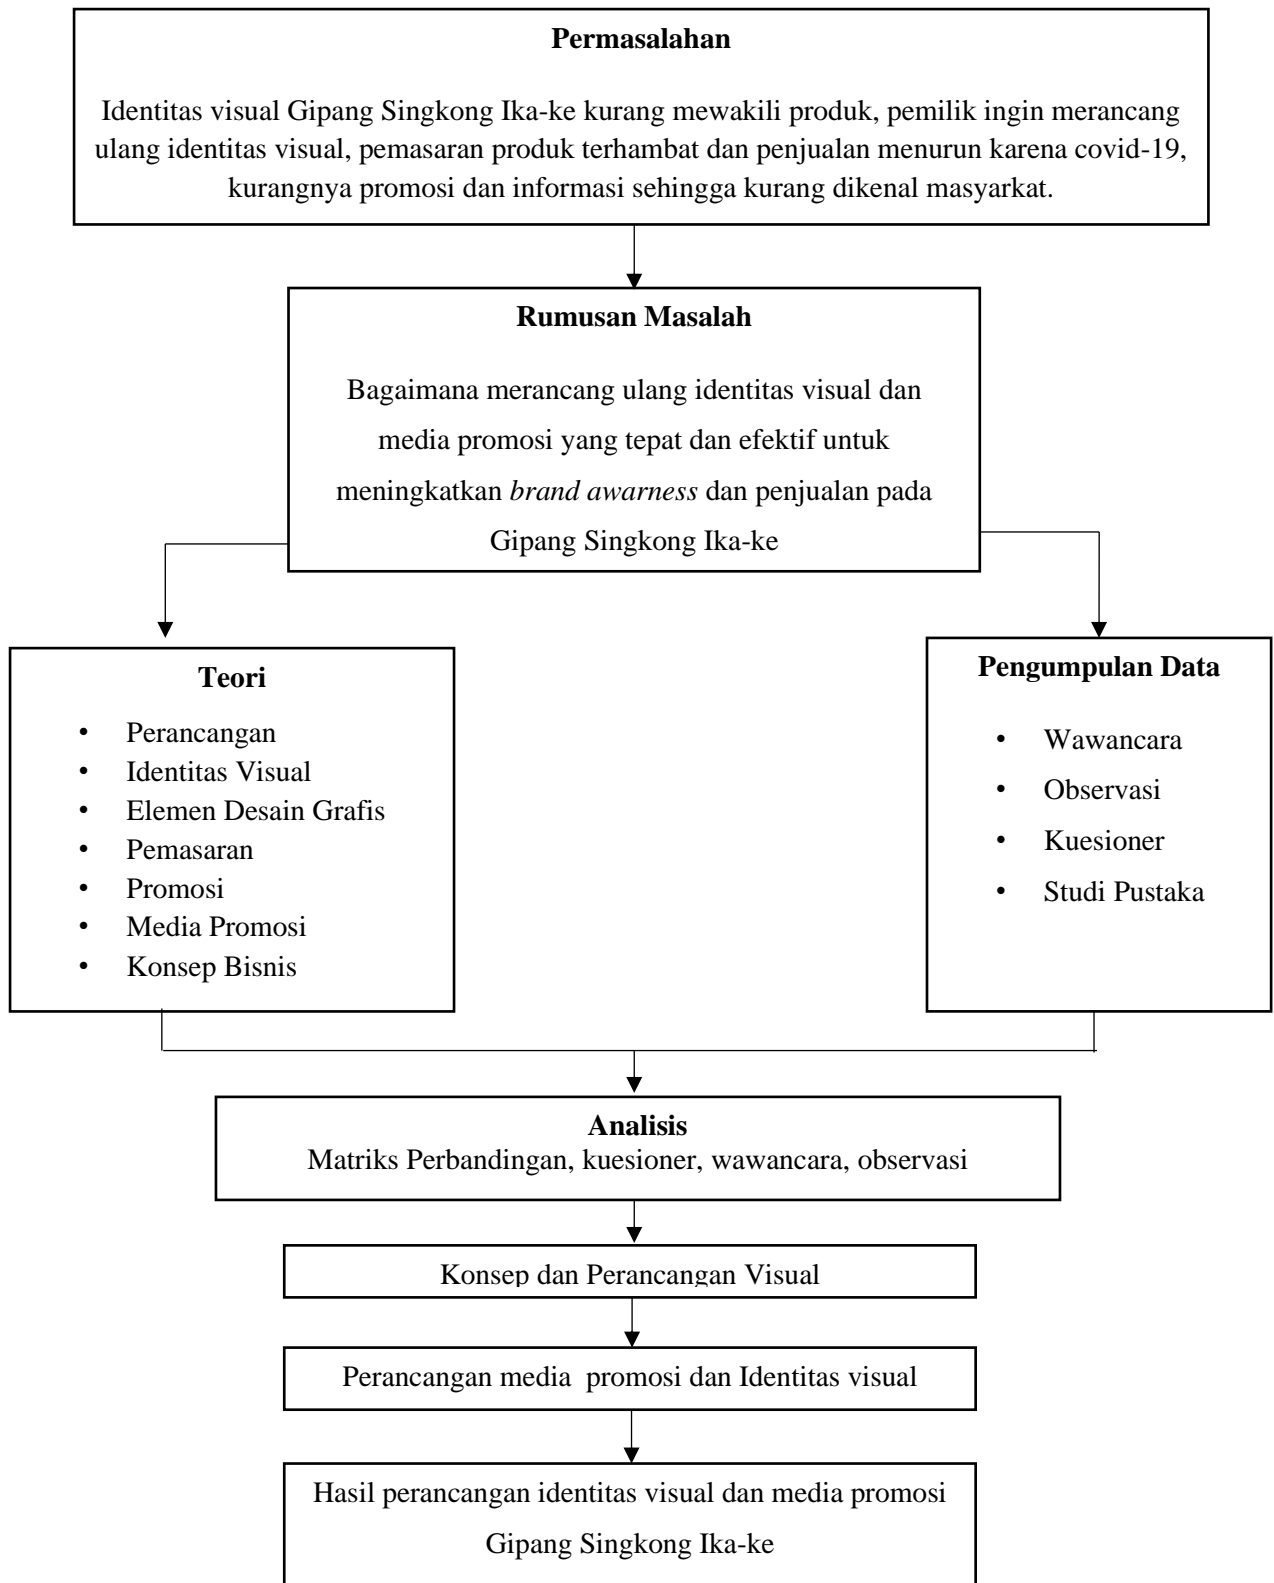 Permasalahan
Identitas visual Gipang Singkong Ika-ke kurang mewakili produk, pemilik ingin merancang
ulang identitas visual, pemasaran produk terhambat dan penjualan menurun karena covid-19,
kurangnya promosi dan informasi sehingga kurang dikenal masyarkat.
Rumusan Masalah
Bagaimana merancang ulang identitas visual dan
media promosi yang tepat dan efektif untuk
meningkatkan brand awarness dan penjualan pada
Gipang Singkong Ika-ke
Teori
• Perancangan
• Identitas Visual
• Elemen Desain Grafis
• Pemasaran
• Promosi
• Media Promosi
• Konsep Bisnis
Pengumpulan Data
• Wawancara
• Observasi
• Kuesioner
• Studi Pustaka
Analisis
Matriks Perbandingan, kuesioner, wawancara, observasi
Konsep dan Perancangan Visual
Perancangan media promosi dan Identitas visual
Hasil perancangan identitas visual dan media promosi
Gipang Singkong Ika-ke